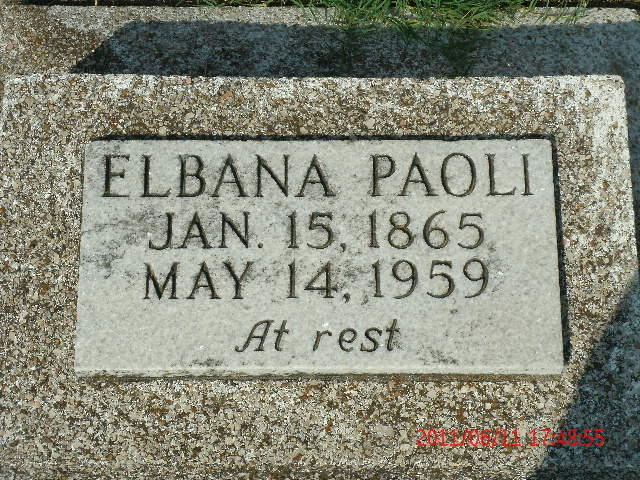 ELBANA PAOLI
JAN. 15, 1865
MAY 14, 1959
At rest
2011/06/11 17:48:55